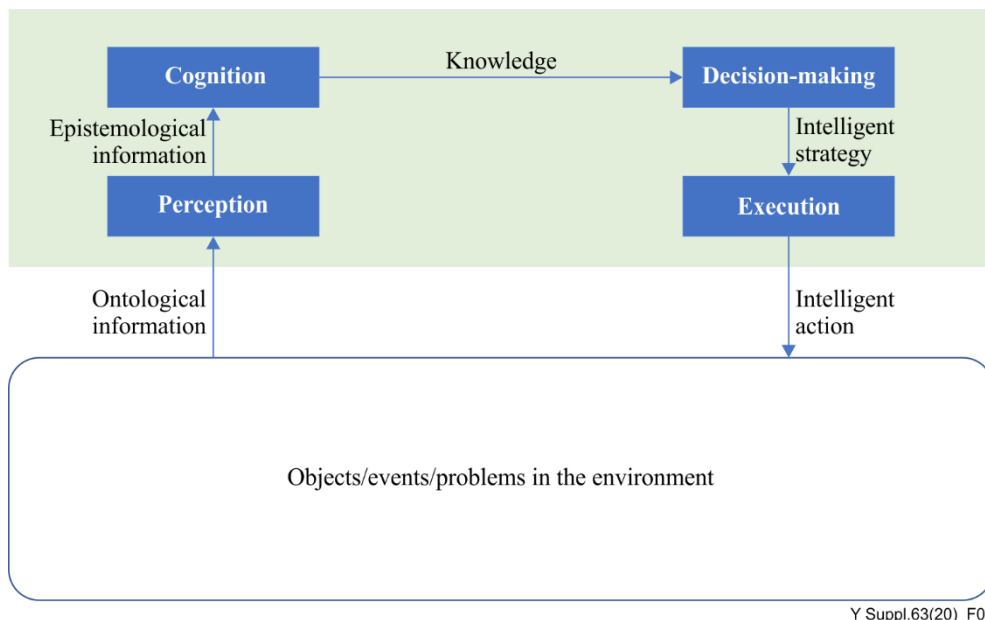 Cognition
Knowledge
Decision-making
Epistemological
information
Intelligent
strategy
Perception
Execution
Ontological
information
Intelligent
action
Objects/events/problems in the environment
Y Suppl.63(20)_F0